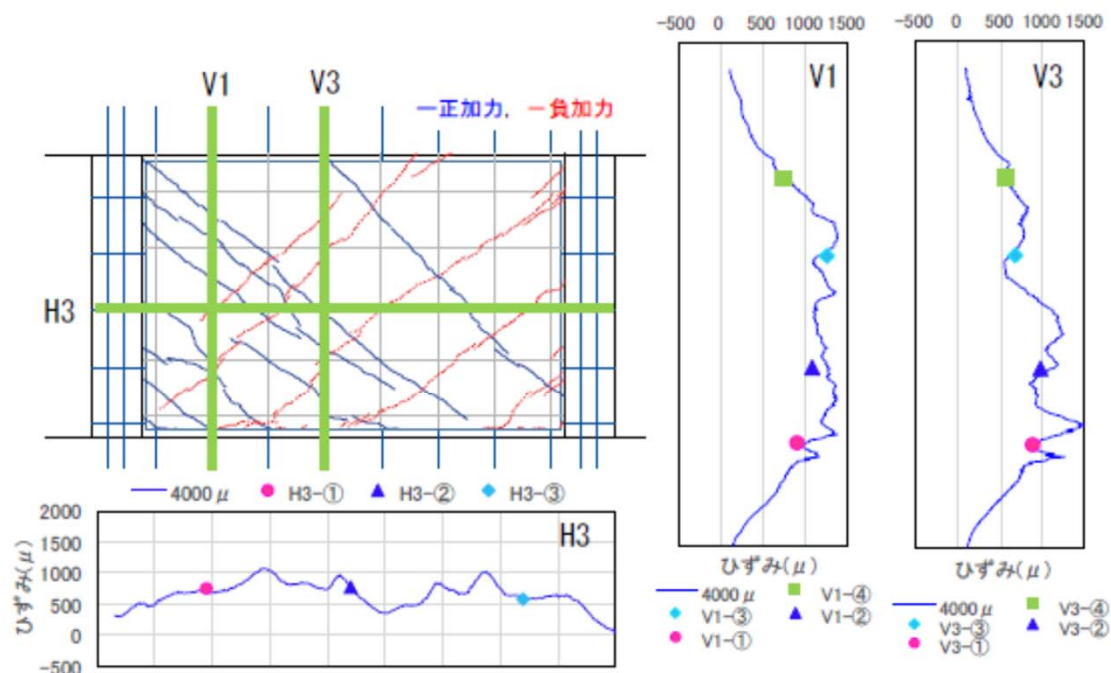 V1 V3
―正加力, ―負加力
H3
4000μ H3-① H3-② H3-③
2000
1500
1000
500
0
-500
ひずみ(μ)
H3
-500 0 500 1000 1500
V1
ひずみ(μ)
4000μ V1-④
V1-③ V1-②
V1-①
-500 0 500 1000 1500
V3
ひずみ(μ)
4000μ V3-④
V3-③ V3-②
V3-①